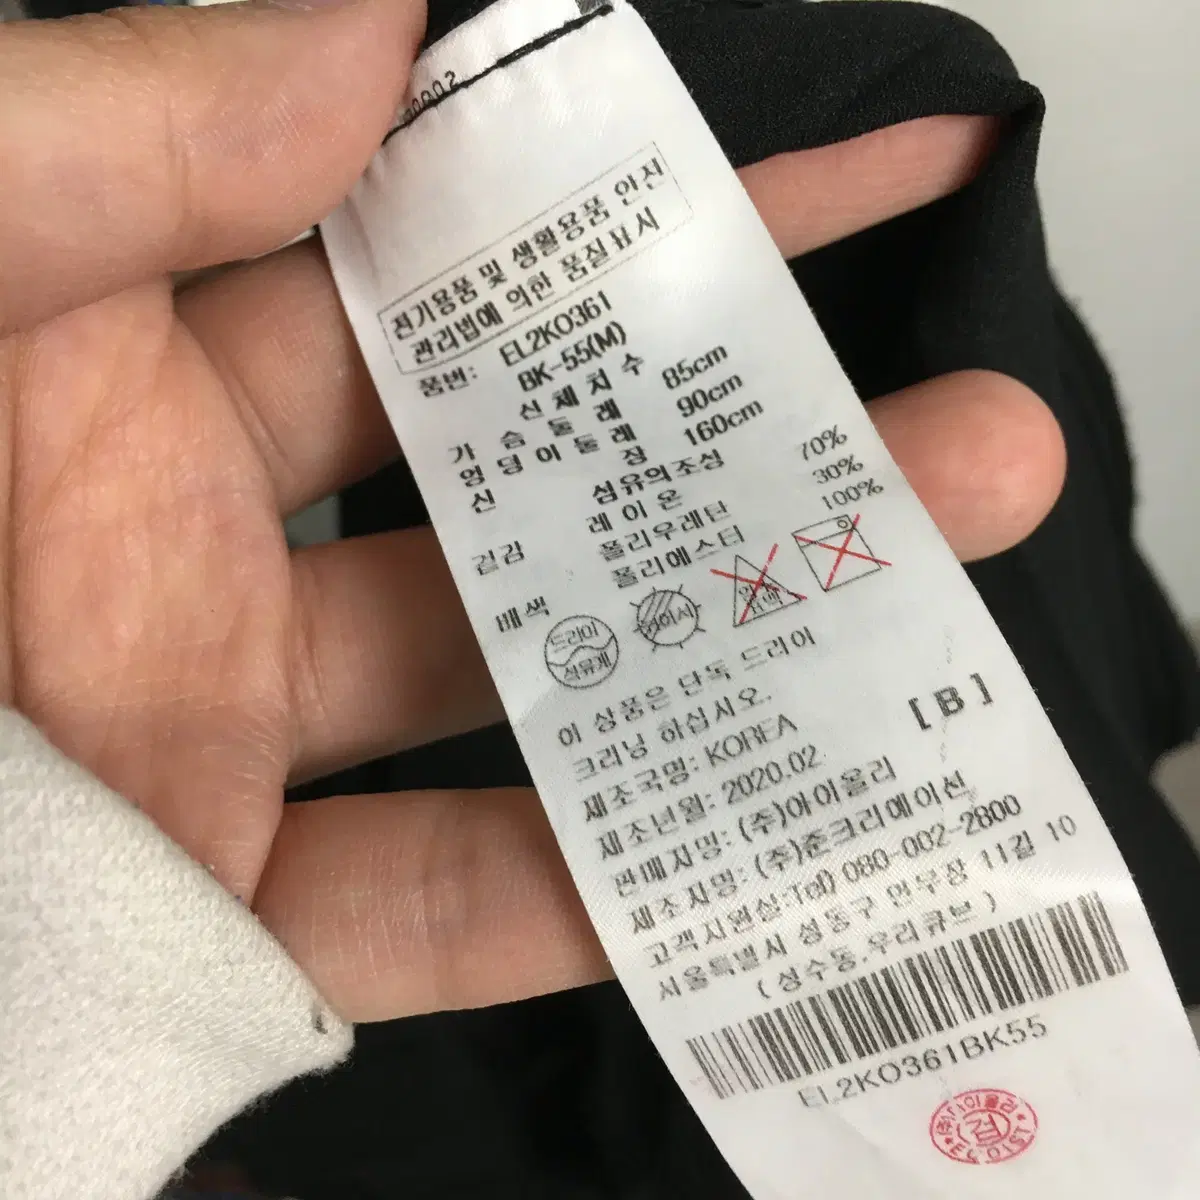 전기용품 및 생활용품 안전
관리법에 의한 품질표시
품번: EL2KO361
BK-55(M)
신체치수
가슴둘레 85cm
엉덩이둘레 90cm
신장 160cm
섬유의조성
겉감 레이온 70%
폴리우레탄 30%
배색 폴리에스터 100%
드라이
석유계
이 상품은 단독 드라이
크리닝 하십시오.
제조국명: KOREA
[ B ]
제조년월: 2020.02
판매자명: (주)아이올리
제조자명: (주)준크리에이션
고객지원실:Tel) 080-002-2800
서울특별시 성동구 연무장 11길 10
( 성수동,우리큐브 )
EL2KO361BK55
검